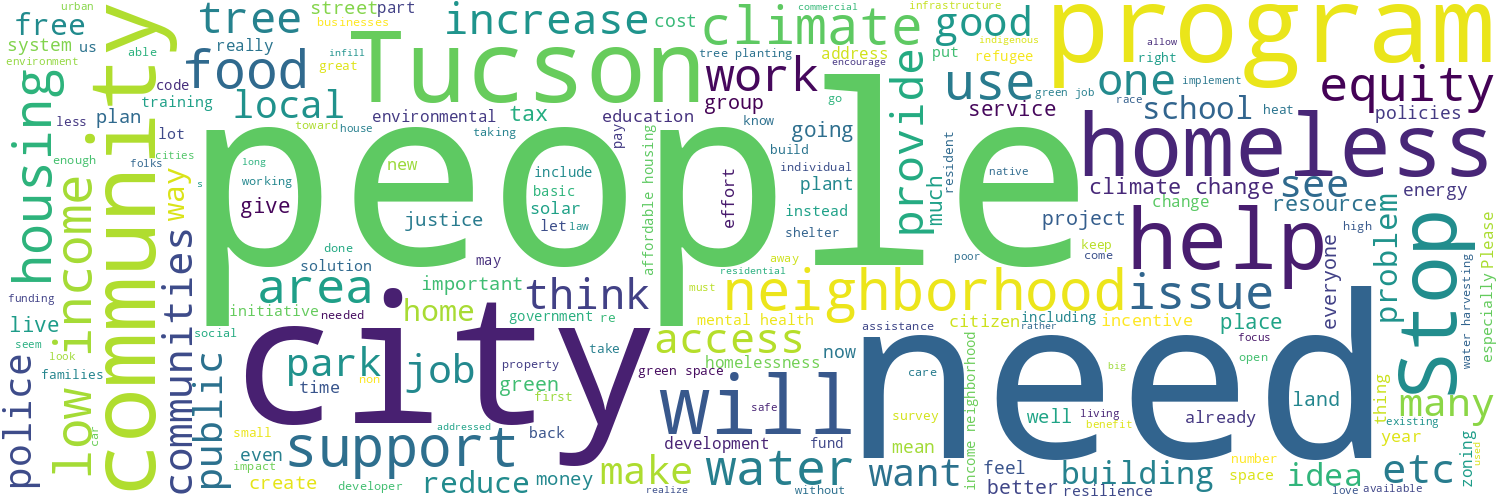 urban
free
community
tree
street
part
businesses
increase
cost
commercial
climate
infrastructure
good
program
system
us
really
infill
great
Tucson
tree planting
address
put
indigenous
allow
environment
able
food
work
encourage
refugee
right
housing
code
training
local
tax
group
provide
use
one
green job
implement
equity
less
plan
lot
environmental
education
know
go
service
race
school
heat
policies
toward
house
taking
pay
going
build
homeless
enough
folks
cities
long
people
new
include
affordable housing
individual
plant
much
resident
native
climate change
see
energy
s
working
way
give
basic
solar
justice
let
law
effort
instead
shelter
project
change
resource
low income
communities
done
solution
may
away
poor
keep
come
help
high
problem
stop
especially
Please
funding
area
important
think
residential
must
neighborhood
issue
everyone
water harvesting
live
seem
social
initiative
needed
home
government
re
mental health
assistance
citizen
including
rather
incentive
place
look
families
city
park
time
job
property
take
access
homelessness
now
need
focus
open
police
car
public
non
green
first
green space
will
safe
care
big
income neighborhood
well
living
benefit
already
land
thing
many
existing
small
even
support
addressed
back
development
fund
survey
mean
number
year
zoning
impact
create
developer
reduce
money
make
realize
water
without
want
feel
better
building
resilience
space
idea
love
available
etc
used